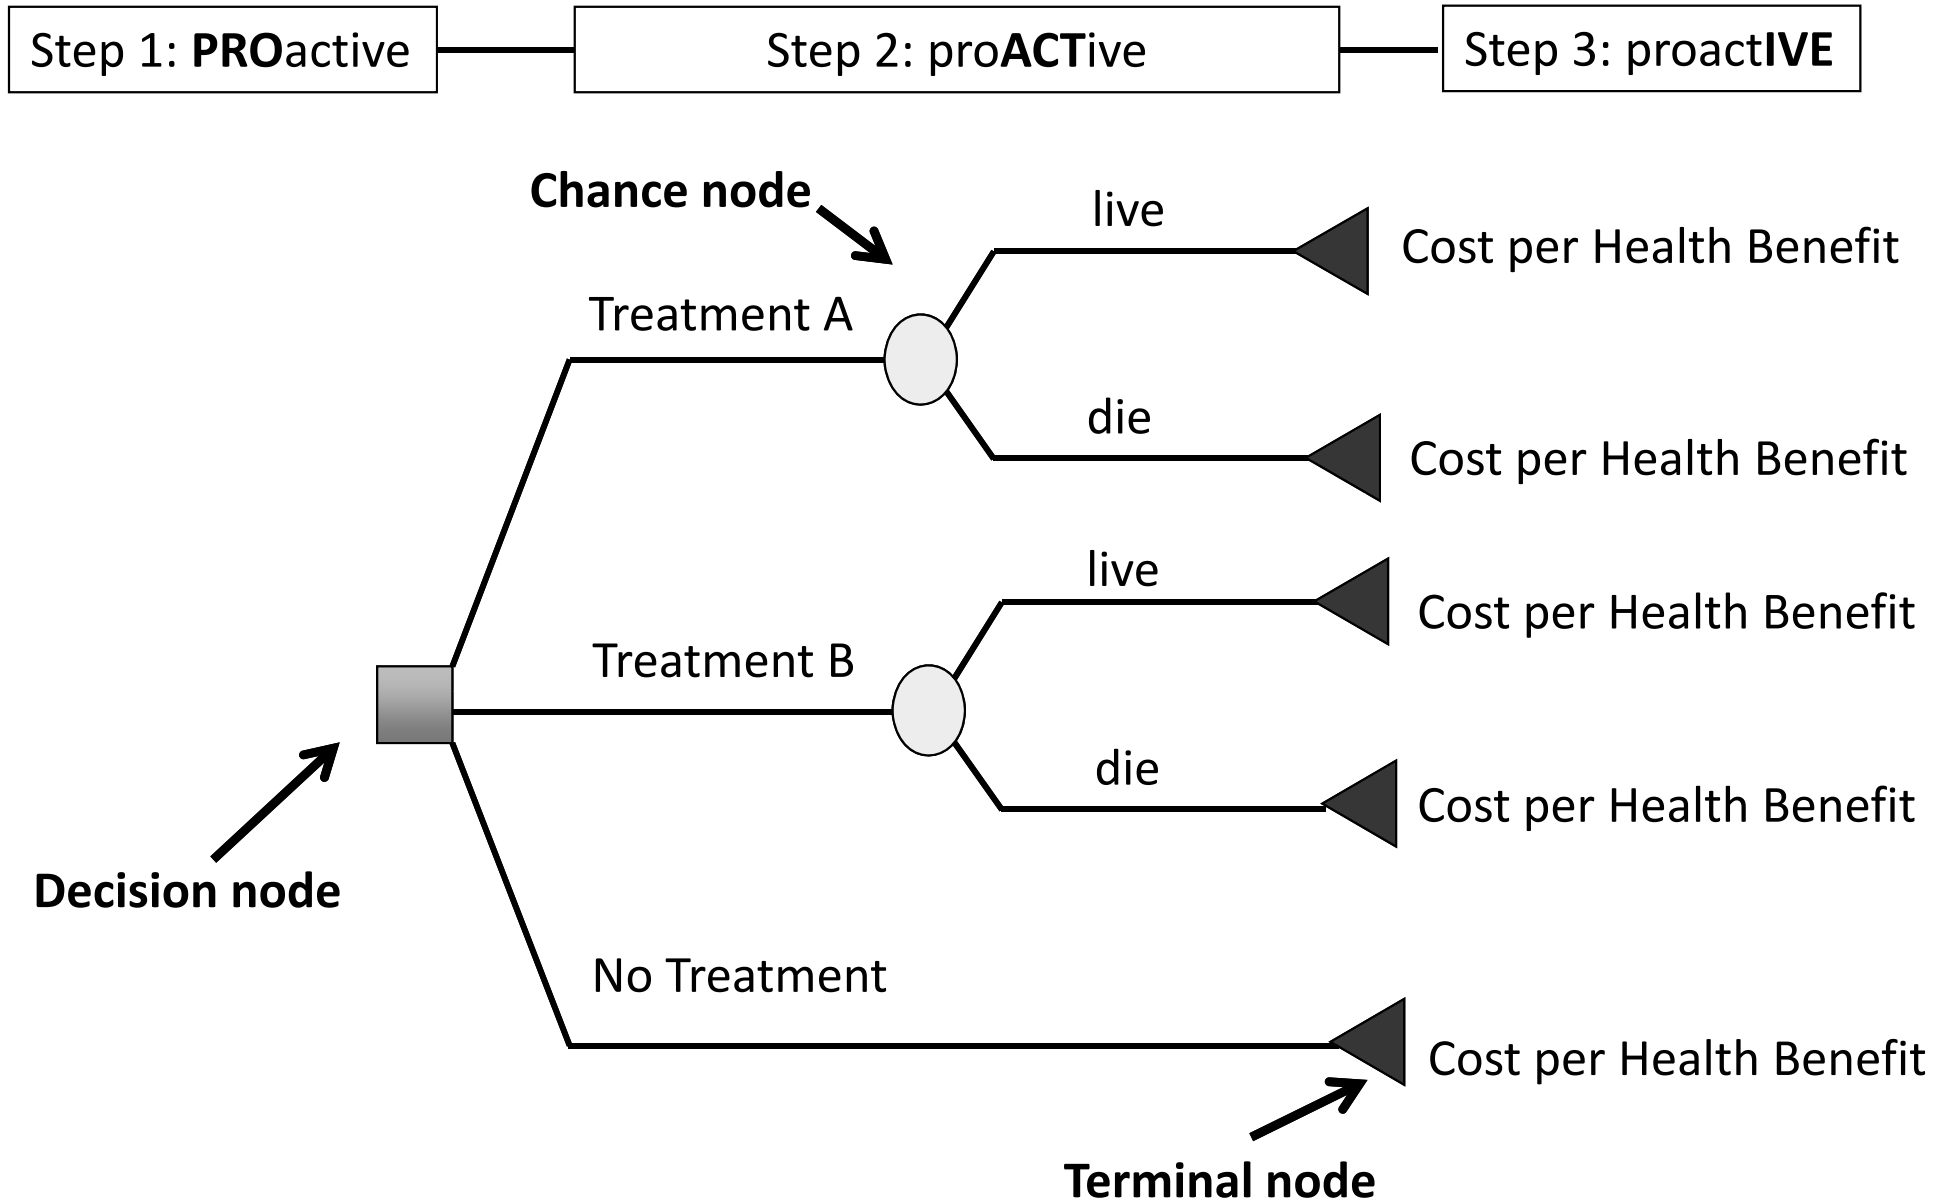 Step 1: PROactive
Step 2: proACTive
Step 3: proactIVE
Chance node
live
Cost per Health Benefit
Treatment A
die
Cost per Health Benefit
live
Cost per Health Benefit
Treatment B
die
Cost per Health Benefit
Decision node
No Treatment
Cost per Health Benefit
Terminal node